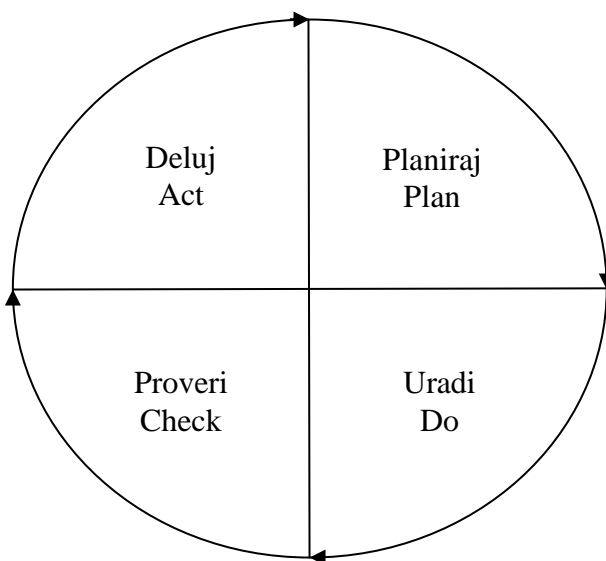 Deluj
Act
Planiraj
Plan
Proveri
Check
Uradi
Do